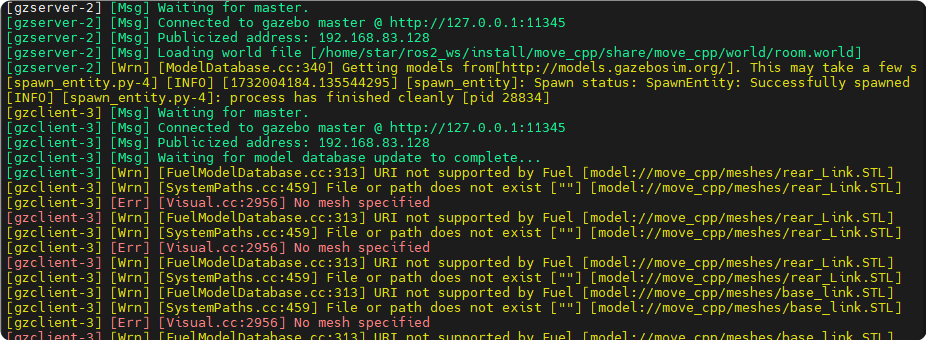 [gzserver-2] [Msg] Waiting for master.
[gzserver-2] [Msg] Connected to gazebo master @ http://127.0.0.1:11345
[gzserver-2] [Msg] Publicized address: 192.168.83.128
[gzserver-2] [Msg] Loading world file [/home/star/ros2_ws/install/move_cpp/share/move_cpp/world/room.world]
[gzserver-2] [Wrn] [ModelDatabase.cc:340] Getting models from[http://models.gazebosim.org/]. This may take a few s
[spawn_entity.py-4] [INFO] [1732004184.135544295] [spawn_entity]: Spawn status: SpawnEntity: Successfully spawned
[INFO] [spawn_entity.py-4]: process has finished cleanly [pid 28834]
[gzclient-3] [Msg] Waiting for master.
[gzclient-3] [Msg] Connected to gazebo master @ http://127.0.0.1:11345
[gzclient-3] [Msg] Publicized address: 192.168.83.128
[gzclient-3] [Msg] Waiting for model database update to complete...
[gzclient-3] [Wrn] [FuelModelDatabase.cc:313] URI not supported by Fuel [model://move_cpp/meshes/rear_Link.STL]
[gzclient-3] [Wrn] [SystemPaths.cc:459] File or path does not exist [""] [model://move_cpp/meshes/rear_Link.STL]
[gzclient-3] [Err] [Visual.cc:2956] No mesh specified
[gzclient-3] [Wrn] [FuelModelDatabase.cc:313] URI not supported by Fuel [model://move_cpp/meshes/rear_Link.STL]
[gzclient-3] [Wrn] [SystemPaths.cc:459] File or path does not exist [""] [model://move_cpp/meshes/rear_Link.STL]
[gzclient-3] [Err] [Visual.cc:2956] No mesh specified
[gzclient-3] [Wrn] [FuelModelDatabase.cc:313] URI not supported by Fuel [model://move_cpp/meshes/rear_Link.STL]
[gzclient-3] [Wrn] [SystemPaths.cc:459] File or path does not exist [""] [model://move_cpp/meshes/rear_Link.STL]
[gzclient-3] [Wrn] [FuelModelDatabase.cc:313] URI not supported by Fuel [model://move_cpp/meshes/base_link.STL]
[gzclient-3] [Wrn] [SystemPaths.cc:459] File or path does not exist [""] [model://move_cpp/meshes/base_link.STL]
[gzclient-3] [Err] [Visual.cc:2956] No mesh specified
[gzclient-3] [Wrn] [FuelModelDatabase.cc:313] URI not supported by Fuel [model://move_cpp/meshes/base_link.STL]